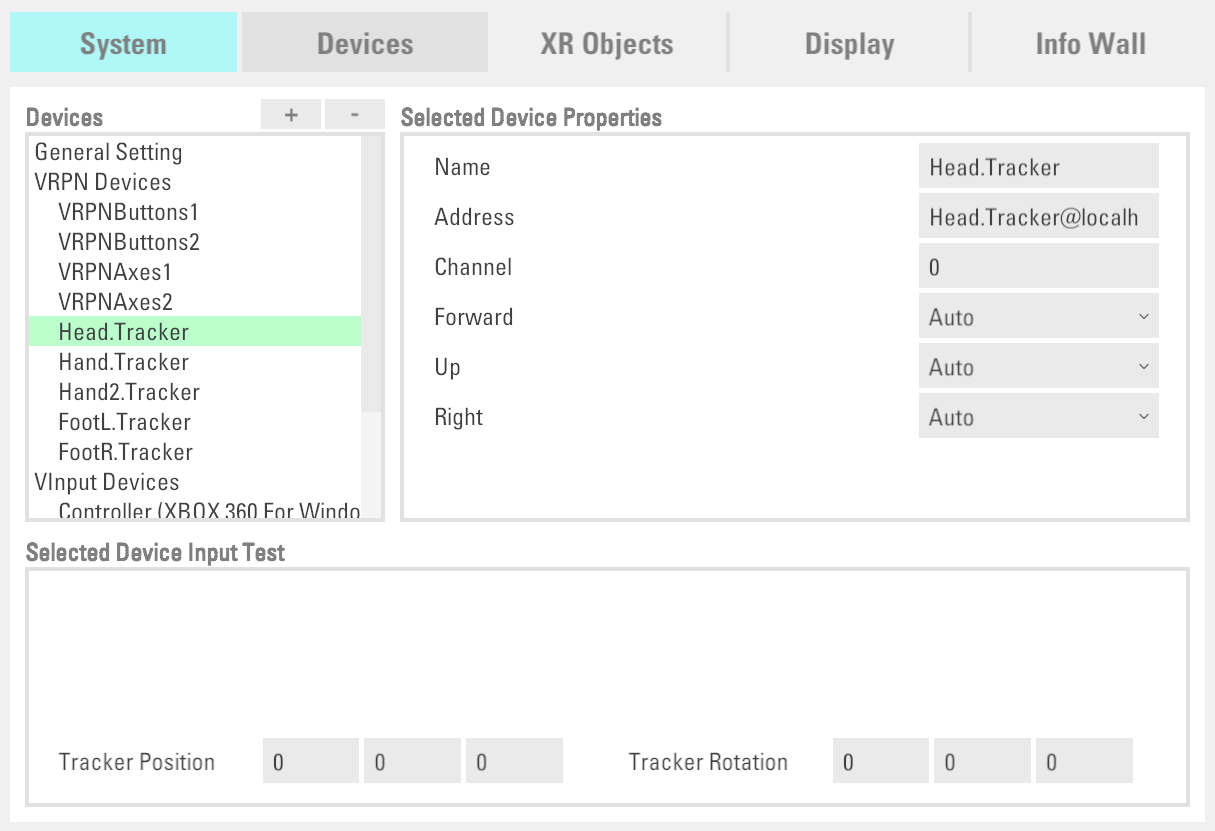 System Devices XR Objects Display Info Wall
Devices + -
General Setting
VRPN Devices
VRPNButtons1
VRPNButtons2
VRPNAxes1
VRPNAxes2
Head.Tracker
Hand.Tracker
Hand2.Tracker
FootL.Tracker
FootR.Tracker
VInput Devices
Controller (XBOX 360 For Windo
Selected Device Properties
Name Head.Tracker
Address Head.Tracker@localh
Channel 0
Forward Auto
Up Auto
Right Auto
Selected Device Input Test
Tracker Position 0 0 0 Tracker Rotation 0 0 0